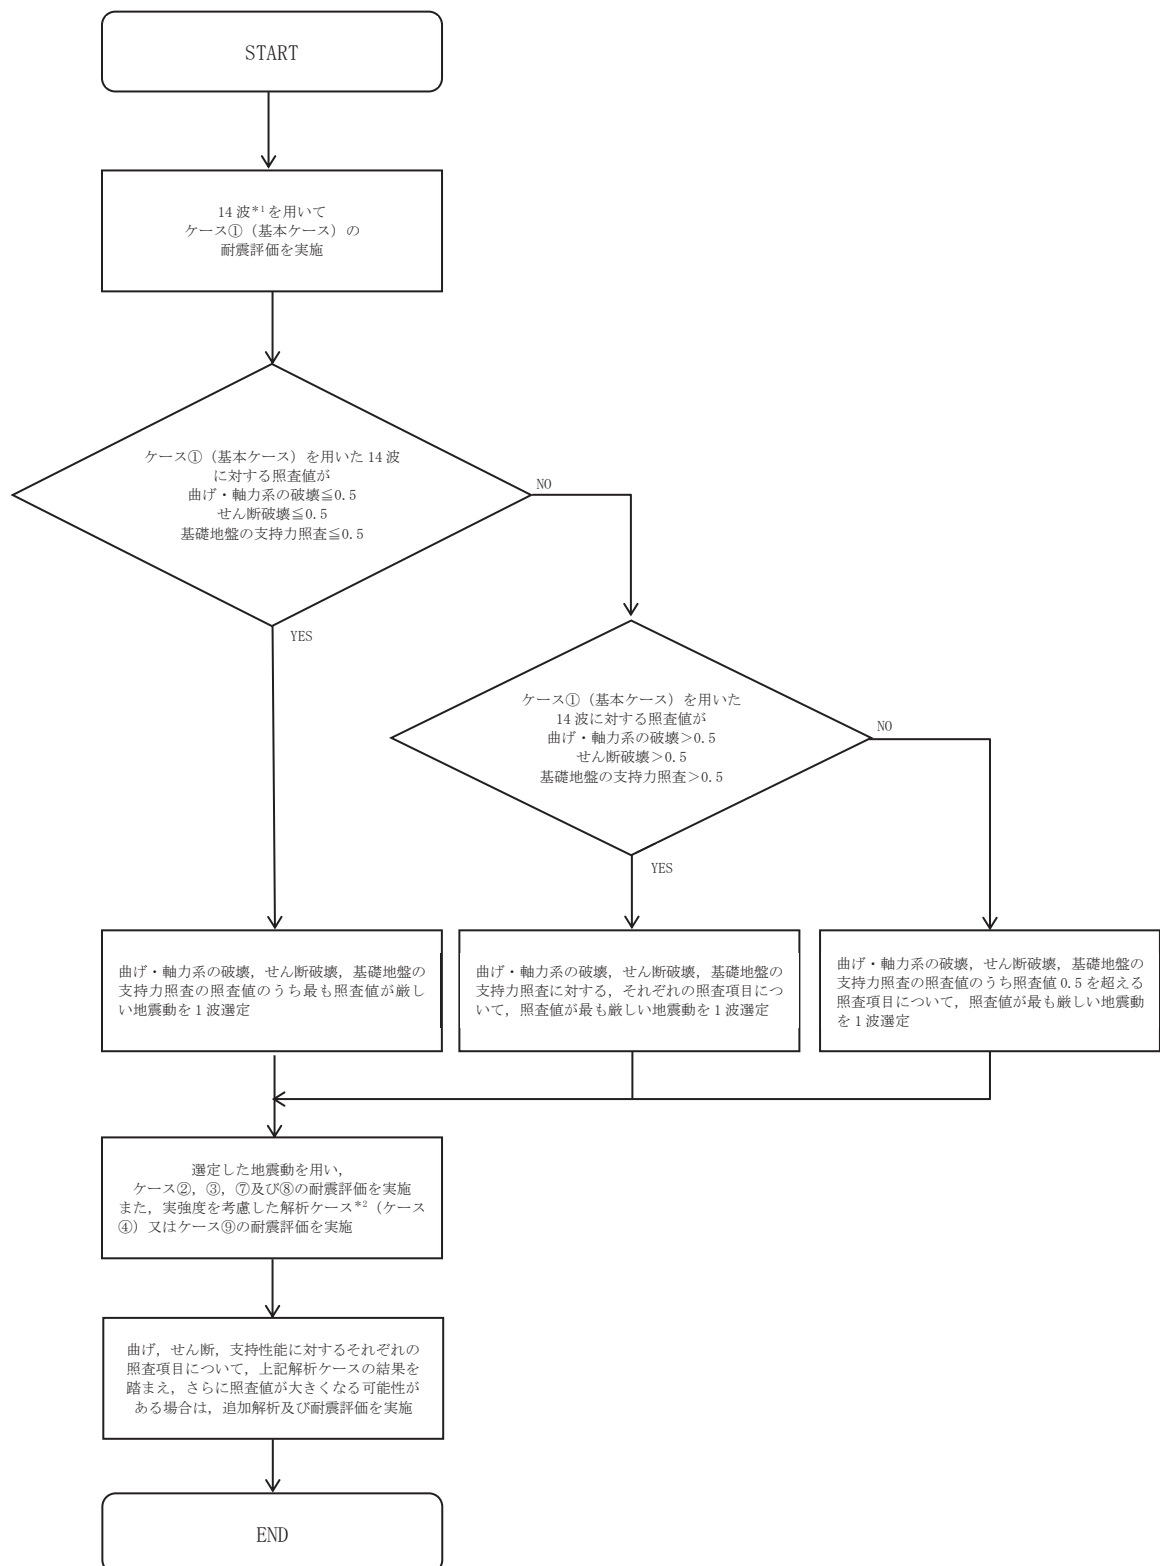 START
14 波*1を用いて
ケース①（基本ケース）の
耐震評価を実施
ケース①（基本ケース）を用いた 14 波
に対する照査値が
曲げ・軸力系の破壊≦0.5
せん断破壊≦0.5
基礎地盤の支持力照査≦0.5
NO
YES
ケース①（基本ケース）を用いた
14 波に対する照査値が
曲げ・軸力系の破壊＞0.5
せん断破壊＞0.5
基礎地盤の支持力照査＞0.5
NO
YES
曲げ・軸力系の破壊，せん断破壊，基礎地盤の
支持力照査の照査値のうち最も照査値が厳し
い地震動を 1 波選定
曲げ・軸力系の破壊，せん断破壊，基礎地盤の
支持力照査に対する，それぞれの照査項目につ
いて，照査値が最も厳しい地震動を 1 波選定
曲げ・軸力系の破壊，せん断破壊，基礎地盤の
支持力照査の照査値のうち照査値 0.5 を超える
照査項目について，照査値が最も厳しい地震動
を 1 波選定
選定した地震動を用い，
ケース②，③，⑦及び⑧の耐震評価を実施
また，実強度を考慮した解析ケース*2（ケース
④）又はケース⑨の耐震評価を実施
曲げ，せん断，支持性能に対するそれぞれの
照査項目について，上記解析ケースの結果を
踏まえ，さらに照査値が大きくなる可能性が
ある場合は，追加解析及び耐震評価を実施
END